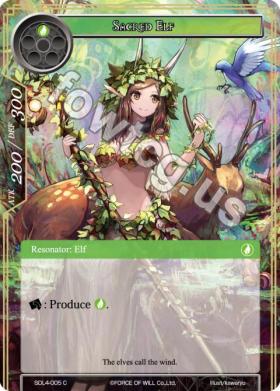 SACRED ELF
ATK 200 / DEF 300
fowtcg.us
Resonator: Elf
: Produce .
The elves call the wind.
SDL4-005 C
©FORCE OF WILL Co.,Ltd.
Illust/kaworyu